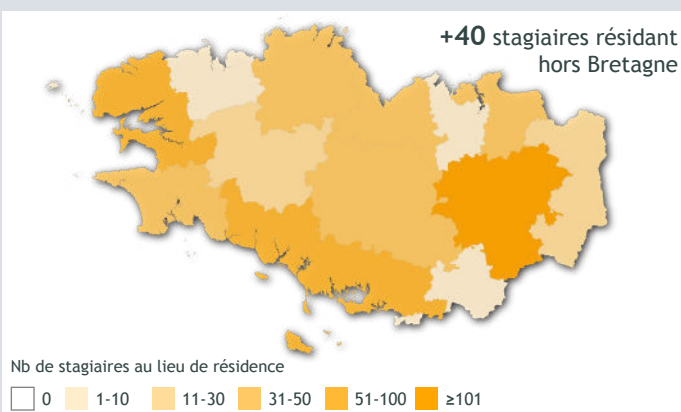 +40 stagiaires résidant
hors Bretagne
Nb de stagiaires au lieu de résidence
0 1-10 11-30 31-50 51-100 ≥101